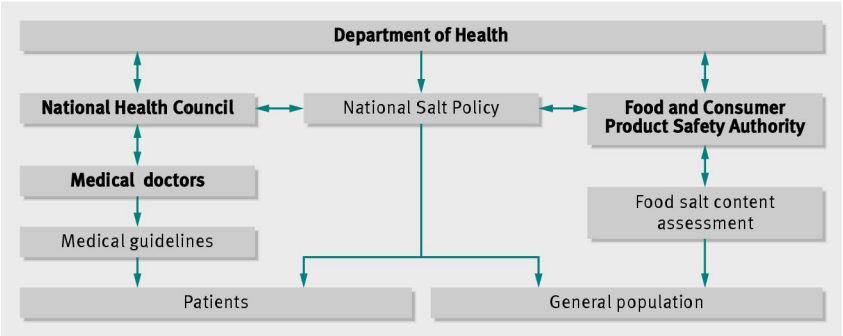 Department of Health
National Health Council
National Salt Policy
Food and Consumer
Product Safety Authority
Medical doctors
Food salt content
assessment
Medical guidelines
Patients
General population